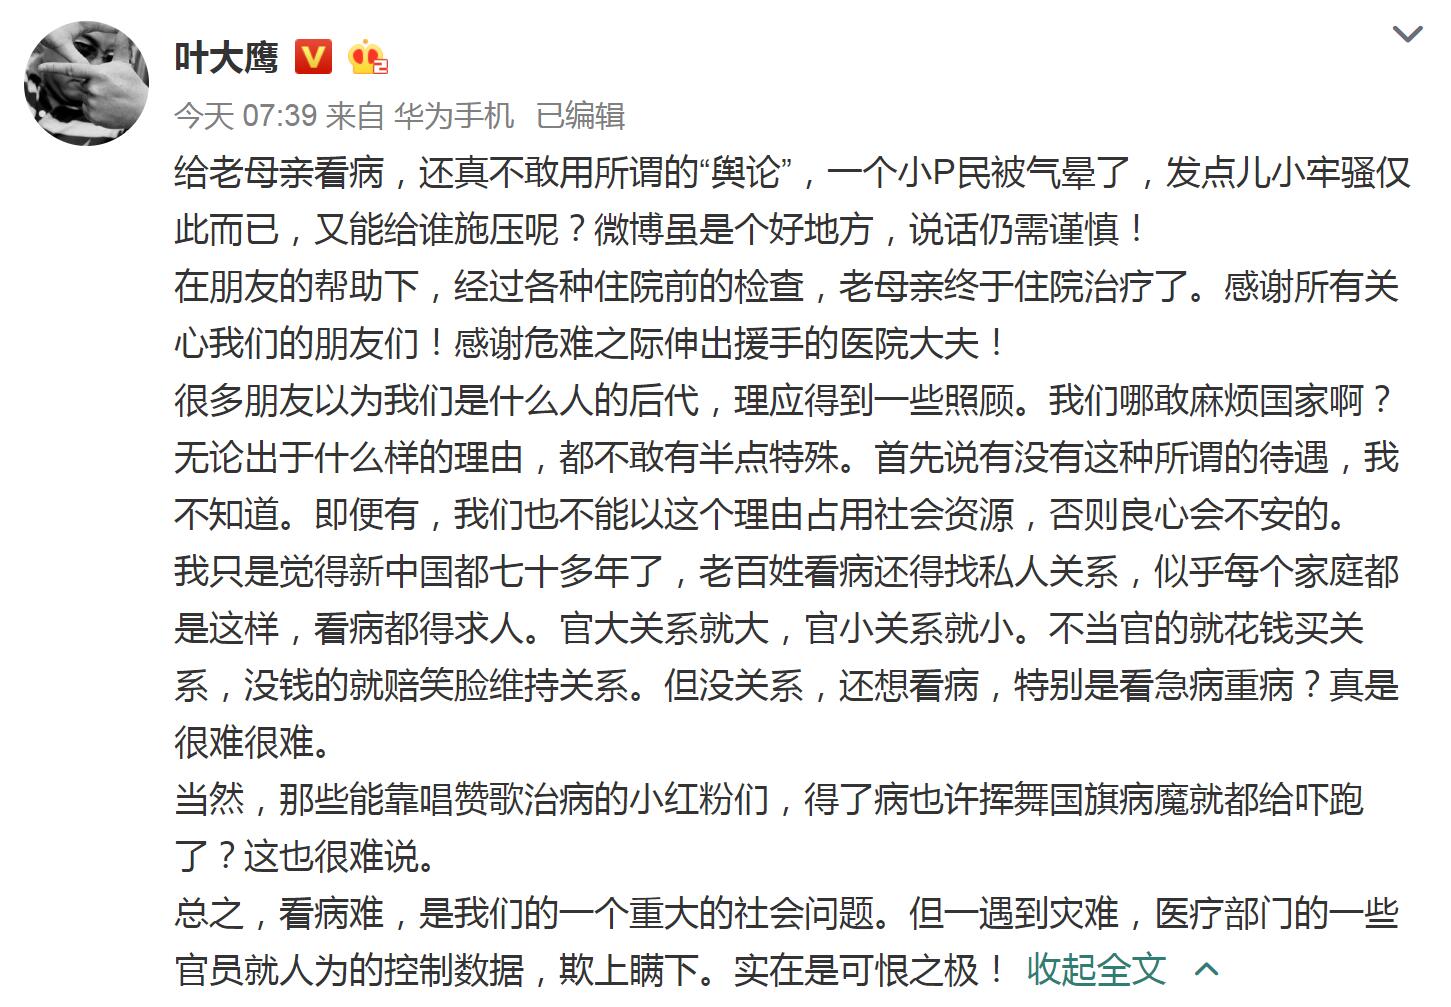 叶大鹰 V 2
今天 07:39 来自 华为手机 已编辑
给老母亲看病，还真不敢用所谓的“舆论”，一个小P民被气晕了，发点儿小牢骚仅
此而已，又能给谁施压呢？微博虽是个好地方，说话仍需谨慎！
在朋友的帮助下，经过各种住院前的检查，老母亲终于住院治疗了。感谢所有关
心我们的朋友们！感谢危难之际伸出援手的医院大夫！
很多朋友以为我们是什么人的后代，理应得到一些照顾。我们哪敢麻烦国家啊？
无论出于什么样的理由，都不敢有半点特殊。首先说有没有这种所谓的待遇，我
不知道。即便有，我们也不能以这个理由占用社会资源，否则良心会不安的。
我只是觉得新中国都七十多年了，老百姓看病还得找私人关系，似乎每个家庭都
是这样，看病都得求人。官大关系就大，官小关系就小。不当官的就花钱买关
系，没钱的就赔笑脸维持关系。但没关系，还想看病，特别是看急病重病？真是
很难很难。
当然，那些能靠唱赞歌治病的小红粉们，得了病也许挥舞国旗病魔就都给吓跑
了？这也很难说。
总之，看病难，是我们的一个重大的社会问题。但一遇到灾难，医疗部门的一些
官员就人为的控制数据，欺上瞒下。实在是可恨之极！ 收起全文